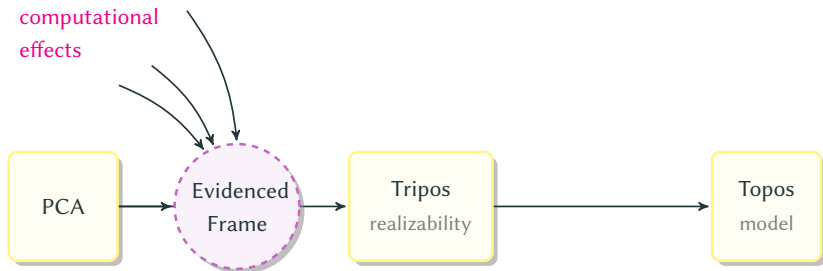 computational
effects
PCA
Evidenced
Frame
Tripos
realizability
Topos
model